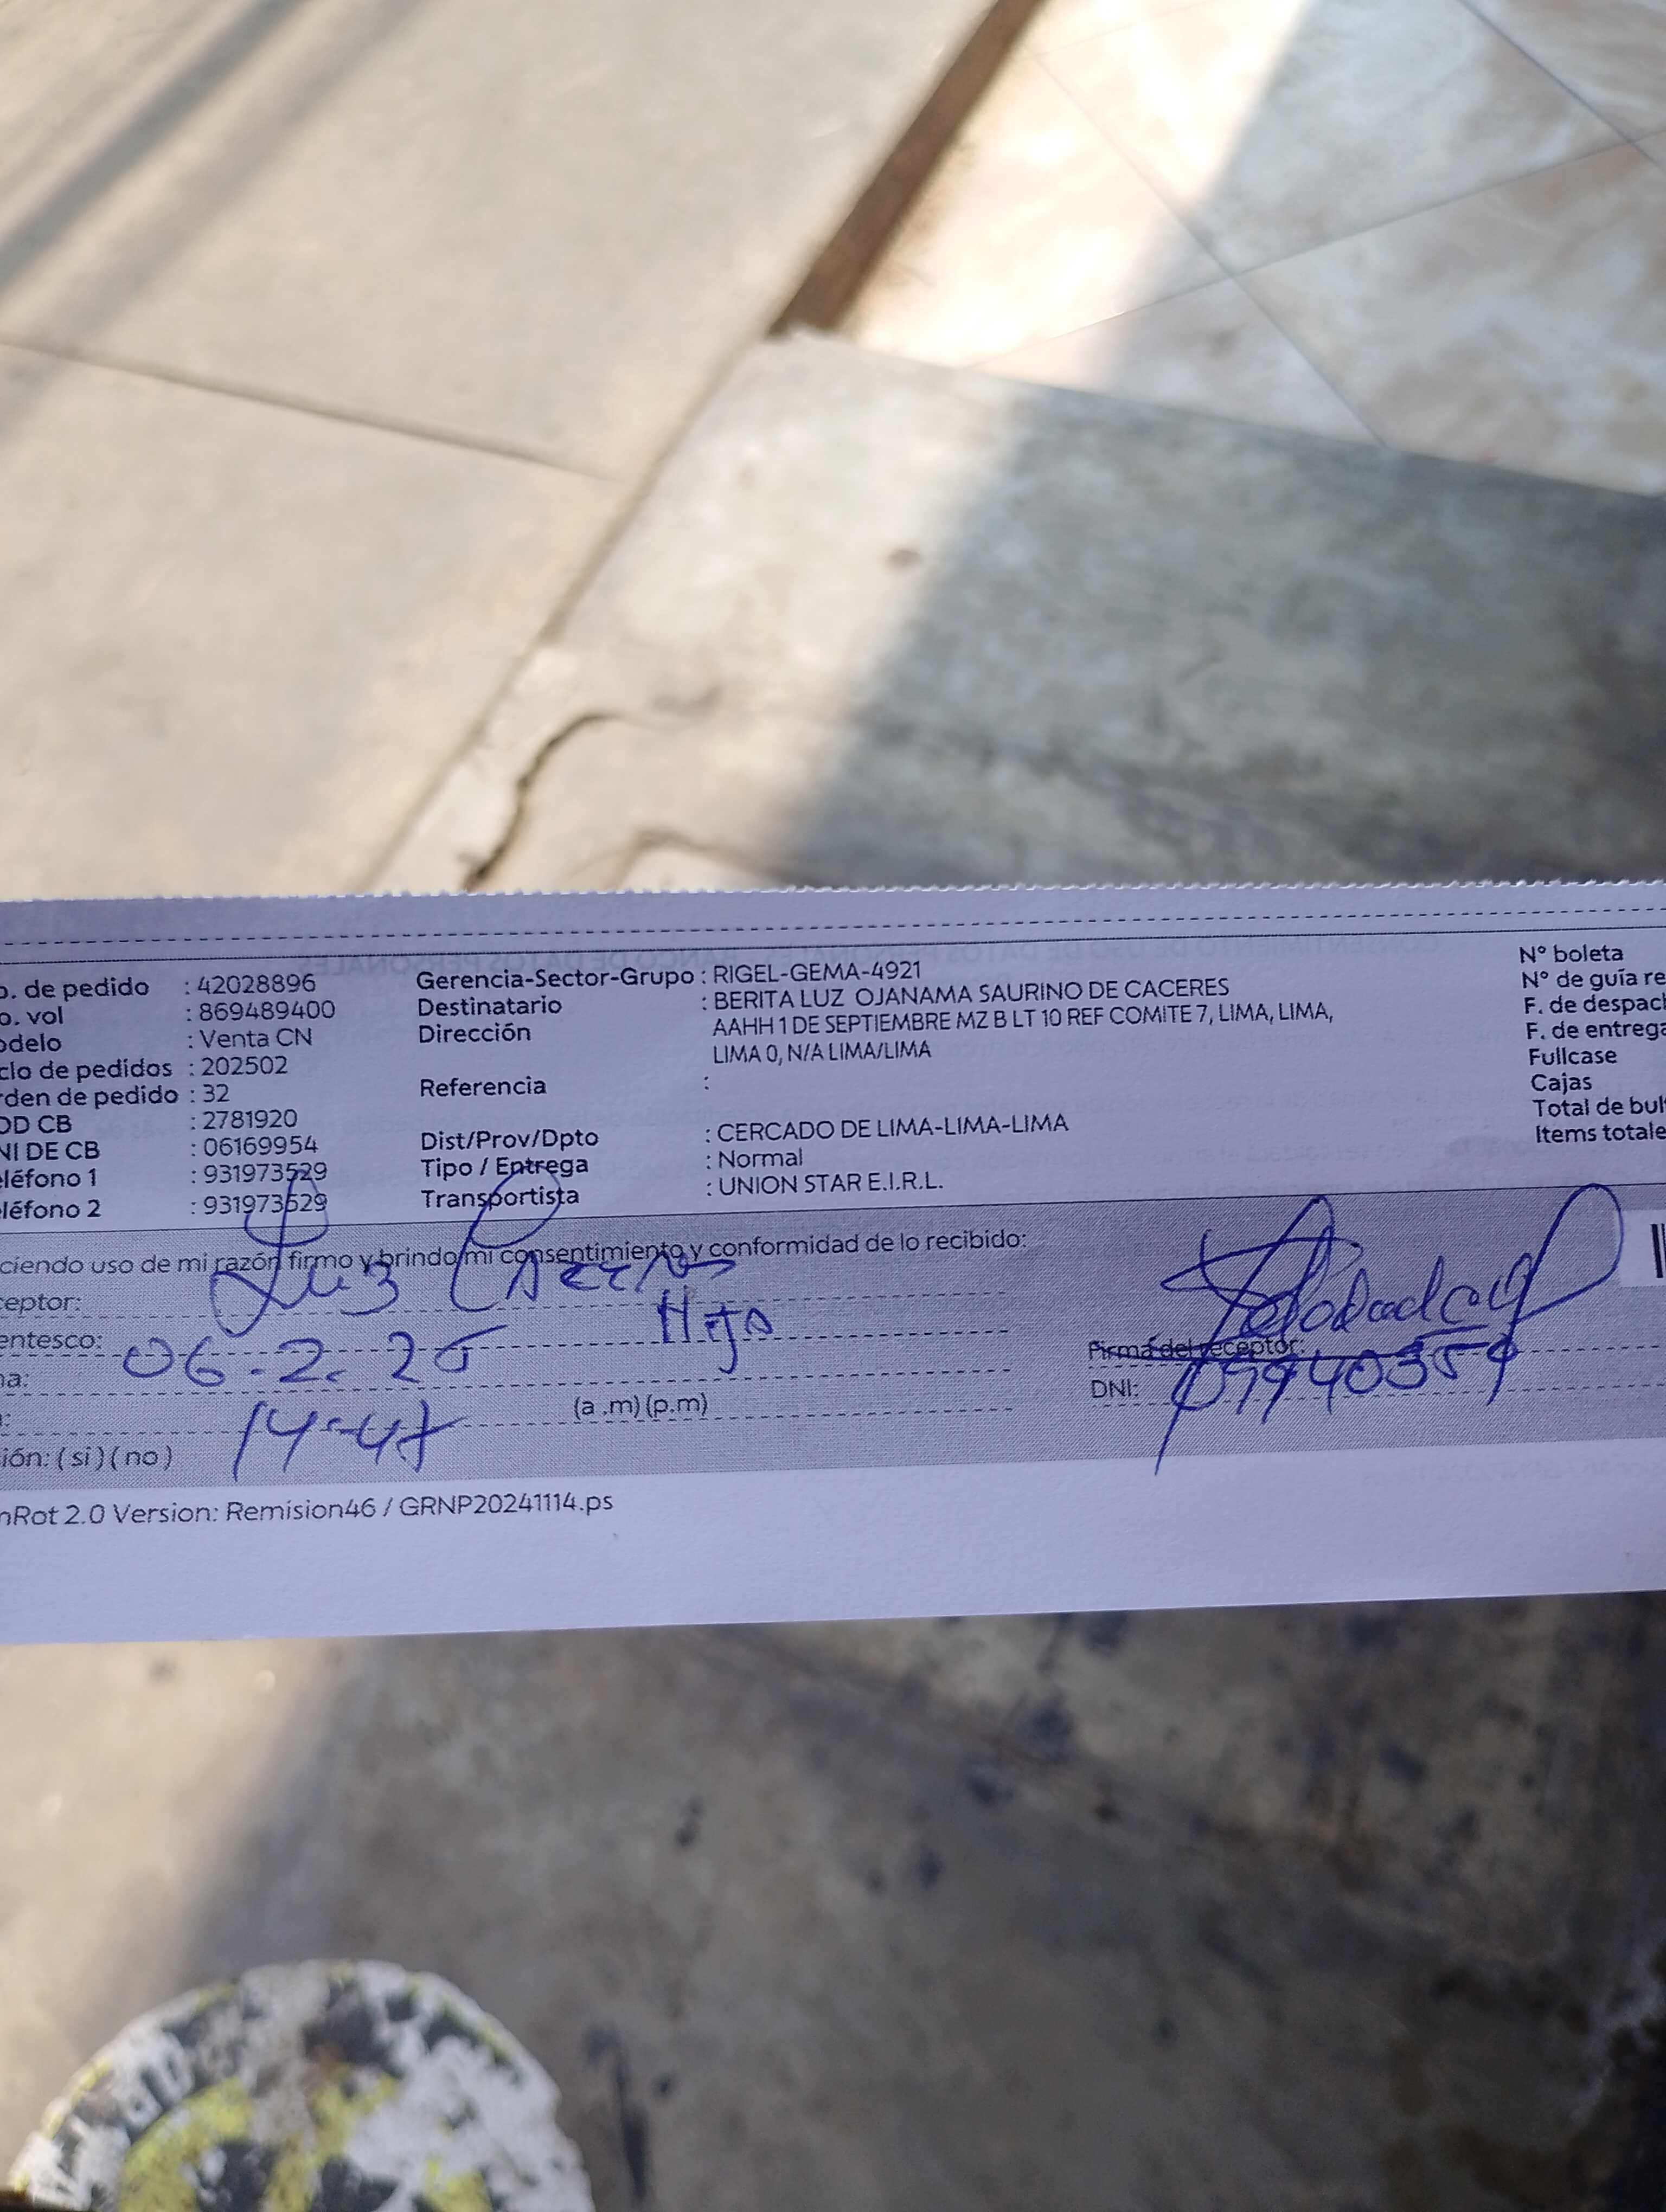 o. de pedido : 42028896
o. vol : 869489400
odelo : Venta CN
clo de pedidos : 202502
rden de pedido : 32
OD CB : 2781920
NI DE CB : 06169954
eléfono 1 : 931973529
eléfono 2 : 931973529
Gerencia-Sector-Grupo : RIGEL-GEMA-4921
Destinatario : BERITA LUZ OJANAMA SAURINO DE CACERES
Dirección AAHH 1 DE SEPTIEMBRE MZ B LT 10 REF COMITE 7, LIMA, LIMA,
LIMA 0, N/A LIMA/LIMA
Referencia :
Dist/Prov/Dpto : CERCADO DE LIMA-LIMA-LIMA
Tipo / Entrega : Normal
Transportista : UNION STAR E.I.R.L.
N° boleta
N° de guía re
F. de despach
F. de entrega
Fullcase
Cajas
Total de bul
Items totale
ciendo uso de mi razón firmo y brindo mi consentimiento y conformidad de lo recibido:
ceptor: Luz
entesco: Hija
na: 06-2-25
14:47 (a .m) (p.m)
ión: ( si ) ( no )
Firma del receptor:
DNI: 09940359
nRot 2.0 Version: Remision46 / GRNP20241114.ps